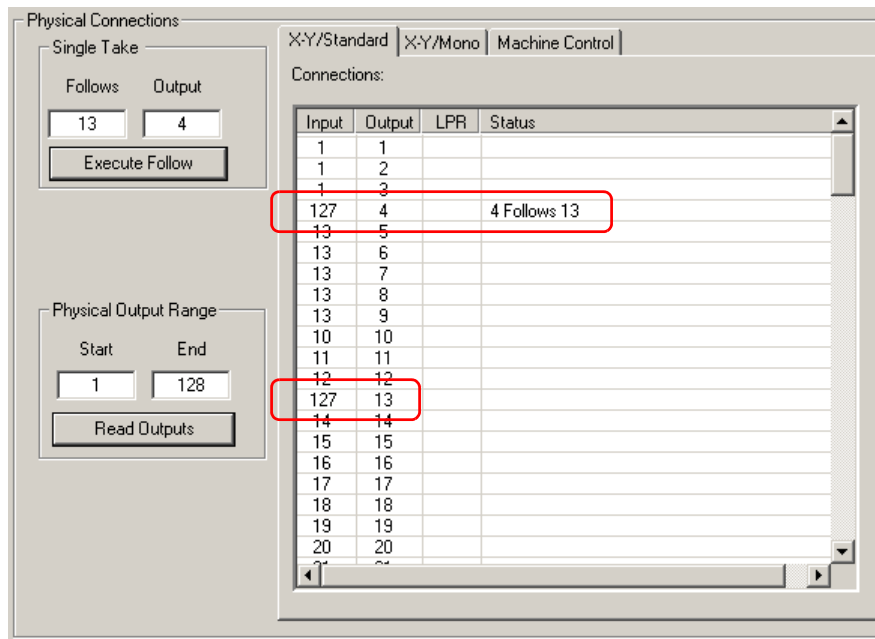 Physical Connections
Single Take
Follows Output
13 4
Execute Follow
Physical Output Range
Start End
1 128
Read Outputs
X-Y/Standard X-Y/Mono Machine Control
Connections:
Input Output LPR Status
1 1
1 2
1 3
127 4 4 Follows 13
13 5
13 6
13 7
13 8
13 9
10 10
11 11
12 12
127 13
14 14
15 15
16 16
17 17
18 18
19 19
20 20
21 21